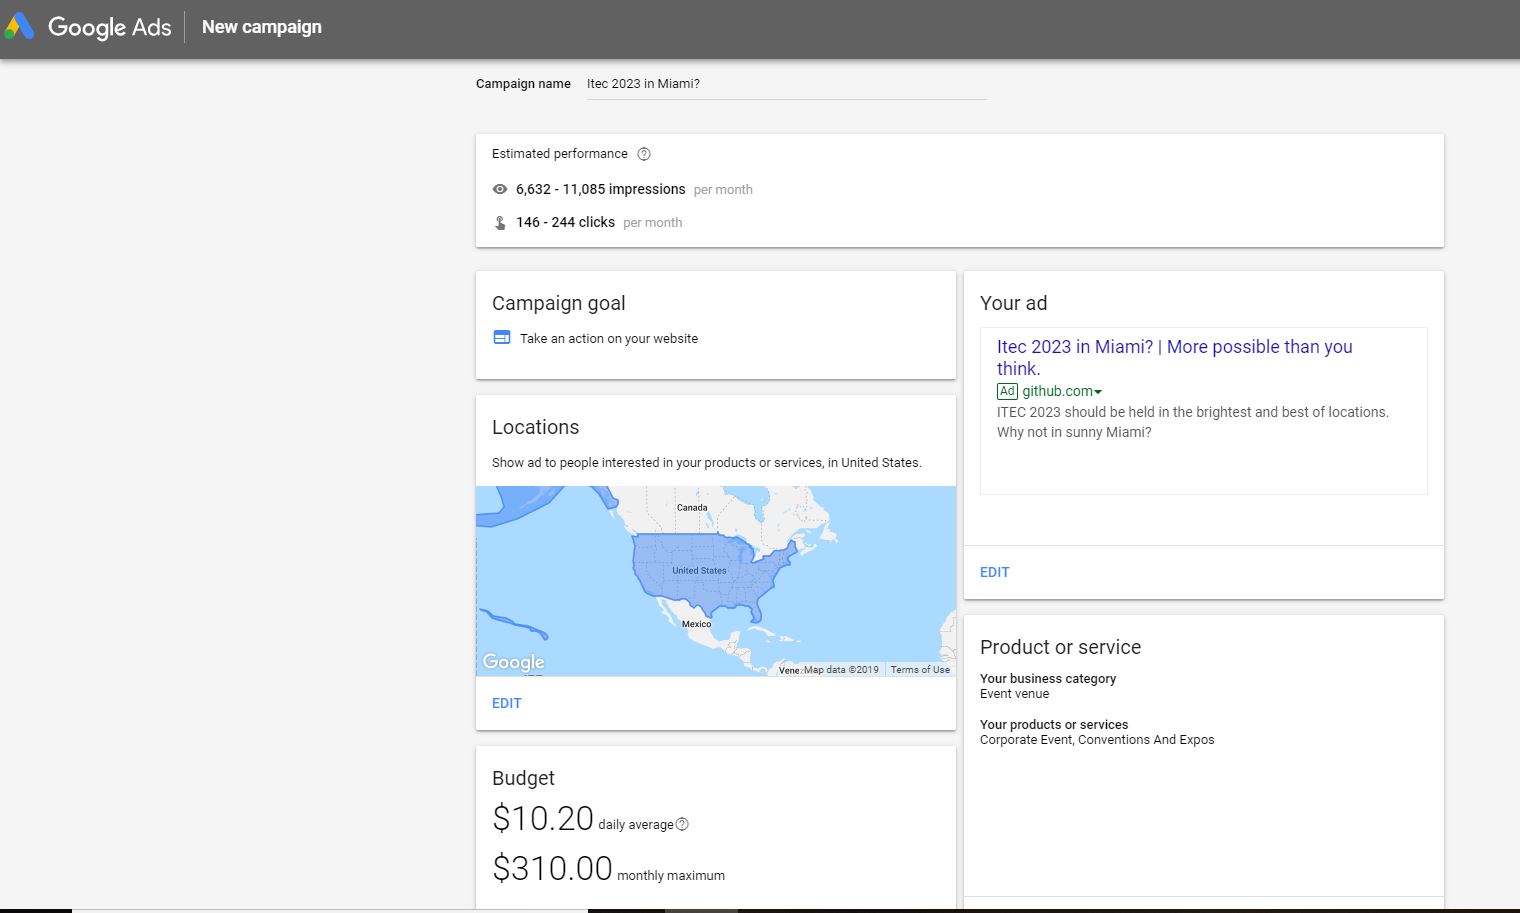 Google Ads New campaign
Campaign name Itec 2023 in Miami?
Estimated performance ?
6,632 - 11,085 impressions per month
146 - 244 clicks per month
Campaign goal
Take an action on your website
Locations
Show ad to people interested in your products or services, in United States.
Canada
United States
Mexico
Google
Map data ©2019 Terms of Use
EDIT
Budget
$10.20 daily average ?
$310.00 monthly maximum
Your ad
Itec 2023 in Miami? | More possible than you
think.
Ad github.com
ITEC 2023 should be held in the brightest and best of locations.
Why not in sunny Miami?
EDIT
Product or service
Your business category
Event venue
Your products or services
Corporate Event, Conventions And Expos